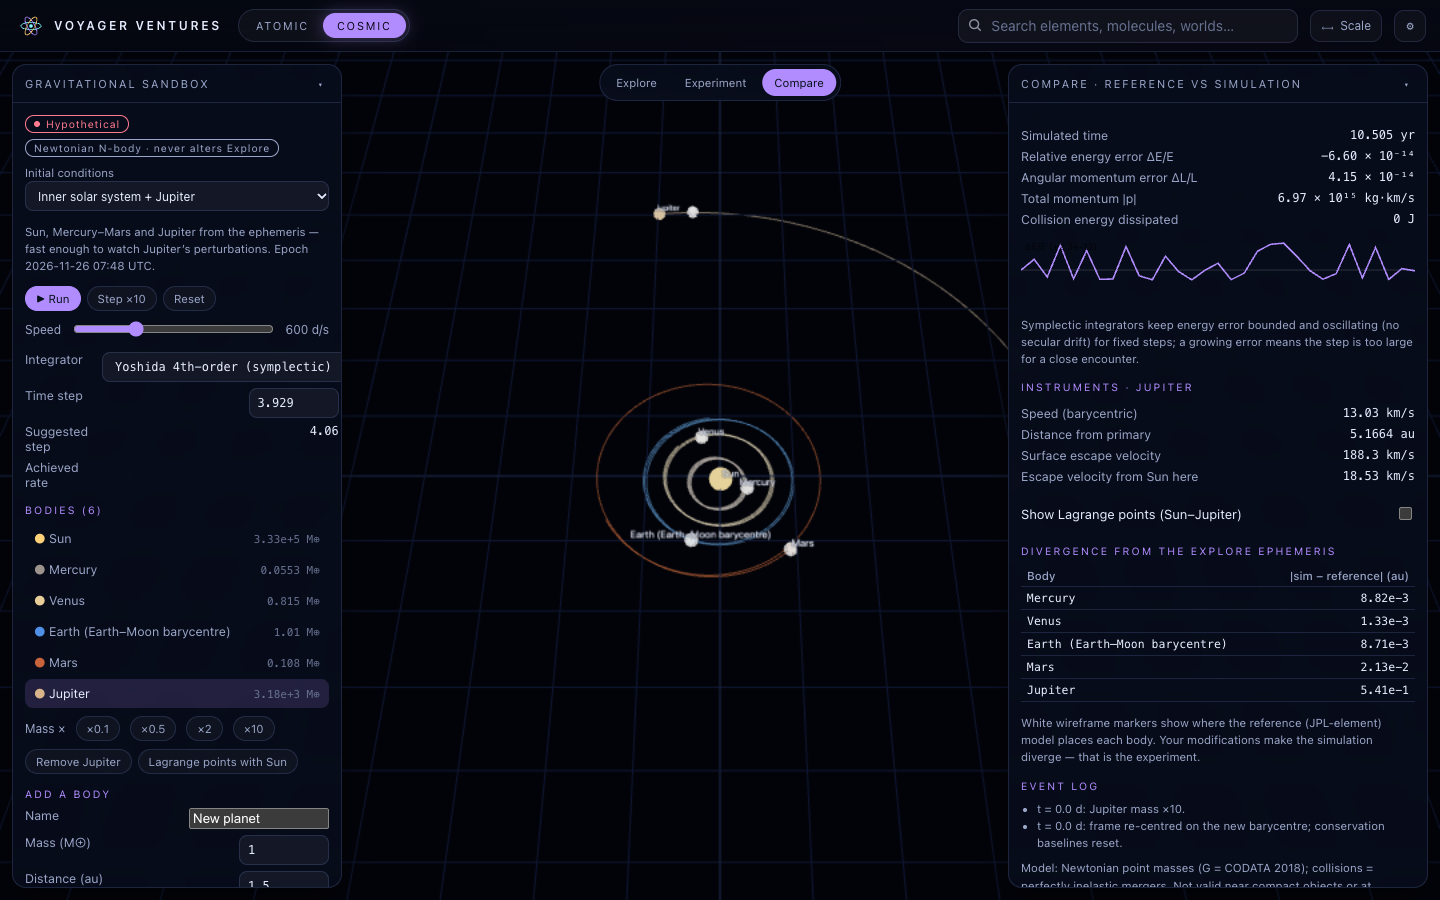 VOYAGER VENTURES
ATOMIC
COSMIC
Search elements, molecules, worlds...
Scale
GRAVITATIONAL SANDBOX
Hypothetical
Newtonian N-body · never alters Explore
Initial conditions
Inner solar system + Jupiter
Sun, Mercury–Mars and Jupiter from the ephemeris —
fast enough to watch Jupiter's perturbations. Epoch
2026-11-26 07:48 UTC.
▶ Run
Step ×10
Reset
Speed
600 d/s
Integrator
Yoshida 4th-order (symplectic)
Time step
3.929
Suggested
step
4.06
Achieved
rate
BODIES (6)
Sun 3.33e+5 M⊕
Mercury 0.0553 M⊕
Venus 0.815 M⊕
Earth (Earth–Moon barycentre) 1.01 M⊕
Mars 0.108 M⊕
Jupiter 3.18e+3 M⊕
Mass × ×0.1 ×0.5 ×2 ×10
Remove Jupiter
Lagrange points with Sun
ADD A BODY
Name New planet
Mass (M⊕) 1
Distance (au) 1.5
Explore
Experiment
Compare
Jupiter
Venus
Sun
Mercury
Earth (Earth–Moon barycentre)
Mars
COMPARE · REFERENCE VS SIMULATION
Simulated time 10.505 yr
Relative energy error ΔE/E −6.60 × 10⁻¹⁴
Angular momentum error ΔL/L 4.15 × 10⁻¹⁴
Total momentum |p| 6.97 × 10¹⁵ kg·km/s
Collision energy dissipated 0 J
Symplectic integrators keep energy error bounded and oscillating (no
secular drift) for fixed steps; a growing error means the step is too large
for a close encounter.
INSTRUMENTS · JUPITER
Speed (barycentric) 13.03 km/s
Distance from primary 5.1664 au
Surface escape velocity 188.3 km/s
Escape velocity from Sun here 18.53 km/s
Show Lagrange points (Sun–Jupiter)
DIVERGENCE FROM THE EXPLORE EPHEMERIS
Body |sim − reference| (au)
Mercury 8.82e−3
Venus 1.33e−3
Earth (Earth–Moon barycentre) 8.71e−3
Mars 2.13e−2
Jupiter 5.41e−1
White wireframe markers show where the reference (JPL-element)
model places each body. Your modifications make the simulation
diverge — that is the experiment.
EVENT LOG
• t = 0.0 d: Jupiter mass ×10.
• t = 0.0 d: frame re-centred on the new barycentre; conservation
baselines reset.
Model: Newtonian point masses (G = CODATA 2018); collisions =
perfectly inelastic mergers. Not valid near compact objects or at